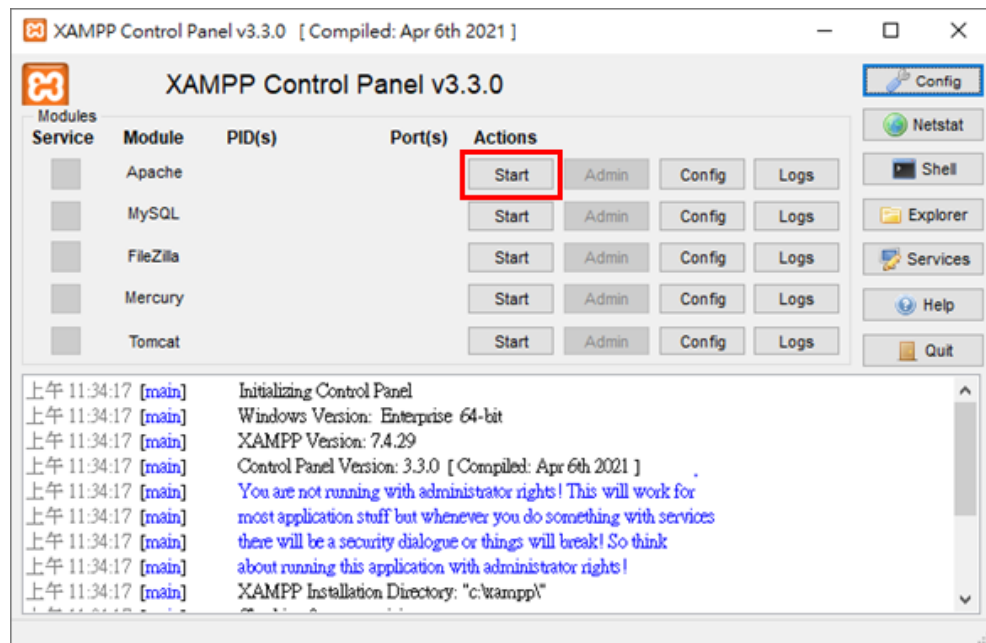 XAMPP Control Panel v3.3.0 [ Compiled: Apr 6th 2021 ]
XAMPP Control Panel v3.3.0
Config
Modules
Netstat
Service Module PID(s) Port(s) Actions
Apache Start Admin Config Logs
Shell
MySQL Start Admin Config Logs
Explorer
FileZilla Start Admin Config Logs
Services
Mercury Start Admin Config Logs
Help
Tomcat Start Admin Config Logs
Quit
上午 11:34:17 [main] Initializing Control Panel
上午 11:34:17 [main] Windows Version: Enterprise 64-bit
上午 11:34:17 [main] XAMPP Version: 7.4.29
上午 11:34:17 [main] Control Panel Version: 3.3.0 [ Compiled: Apr 6th 2021 ]
上午 11:34:17 [main] You are not running with administrator rights! This will work for
上午 11:34:17 [main] most application stuff but whenever you do something with services
上午 11:34:17 [main] there will be a security dialogue or things will break! So think
上午 11:34:17 [main] about running this application with administrator rights!
上午 11:34:17 [main] XAMPP Installation Directory: "c:\xampp\"